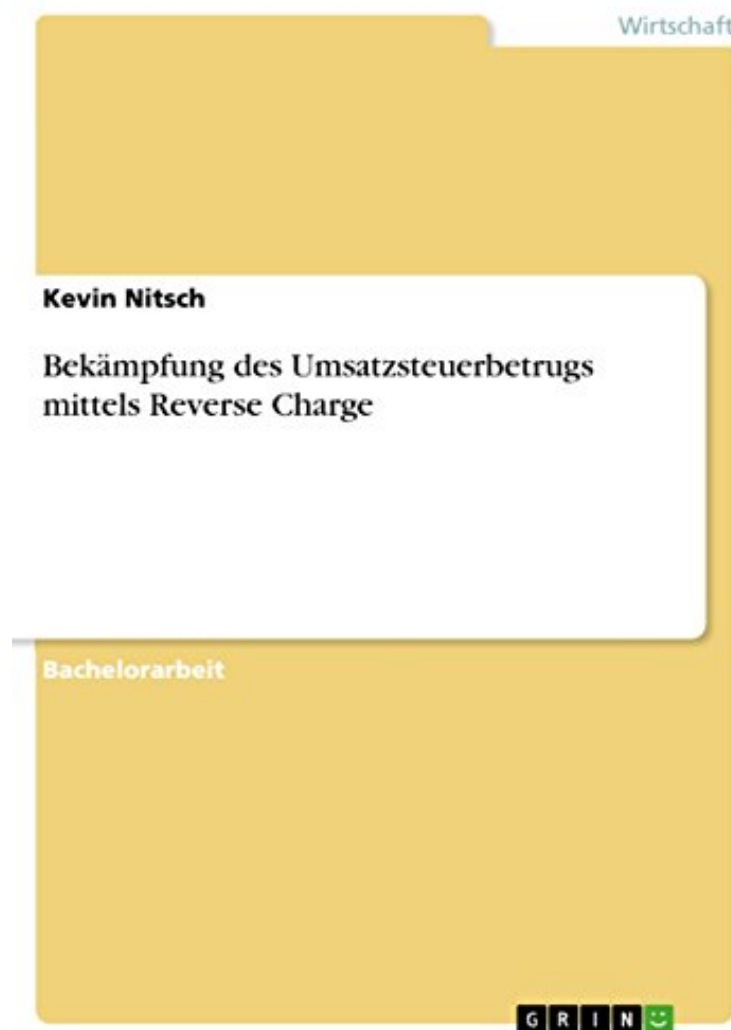 Wirtschaft
Kevin Nitsch
Bekämpfung des Umsatzsteuerbetrugs
mittels Reverse Charge
Bachelorarbeit
GRIN